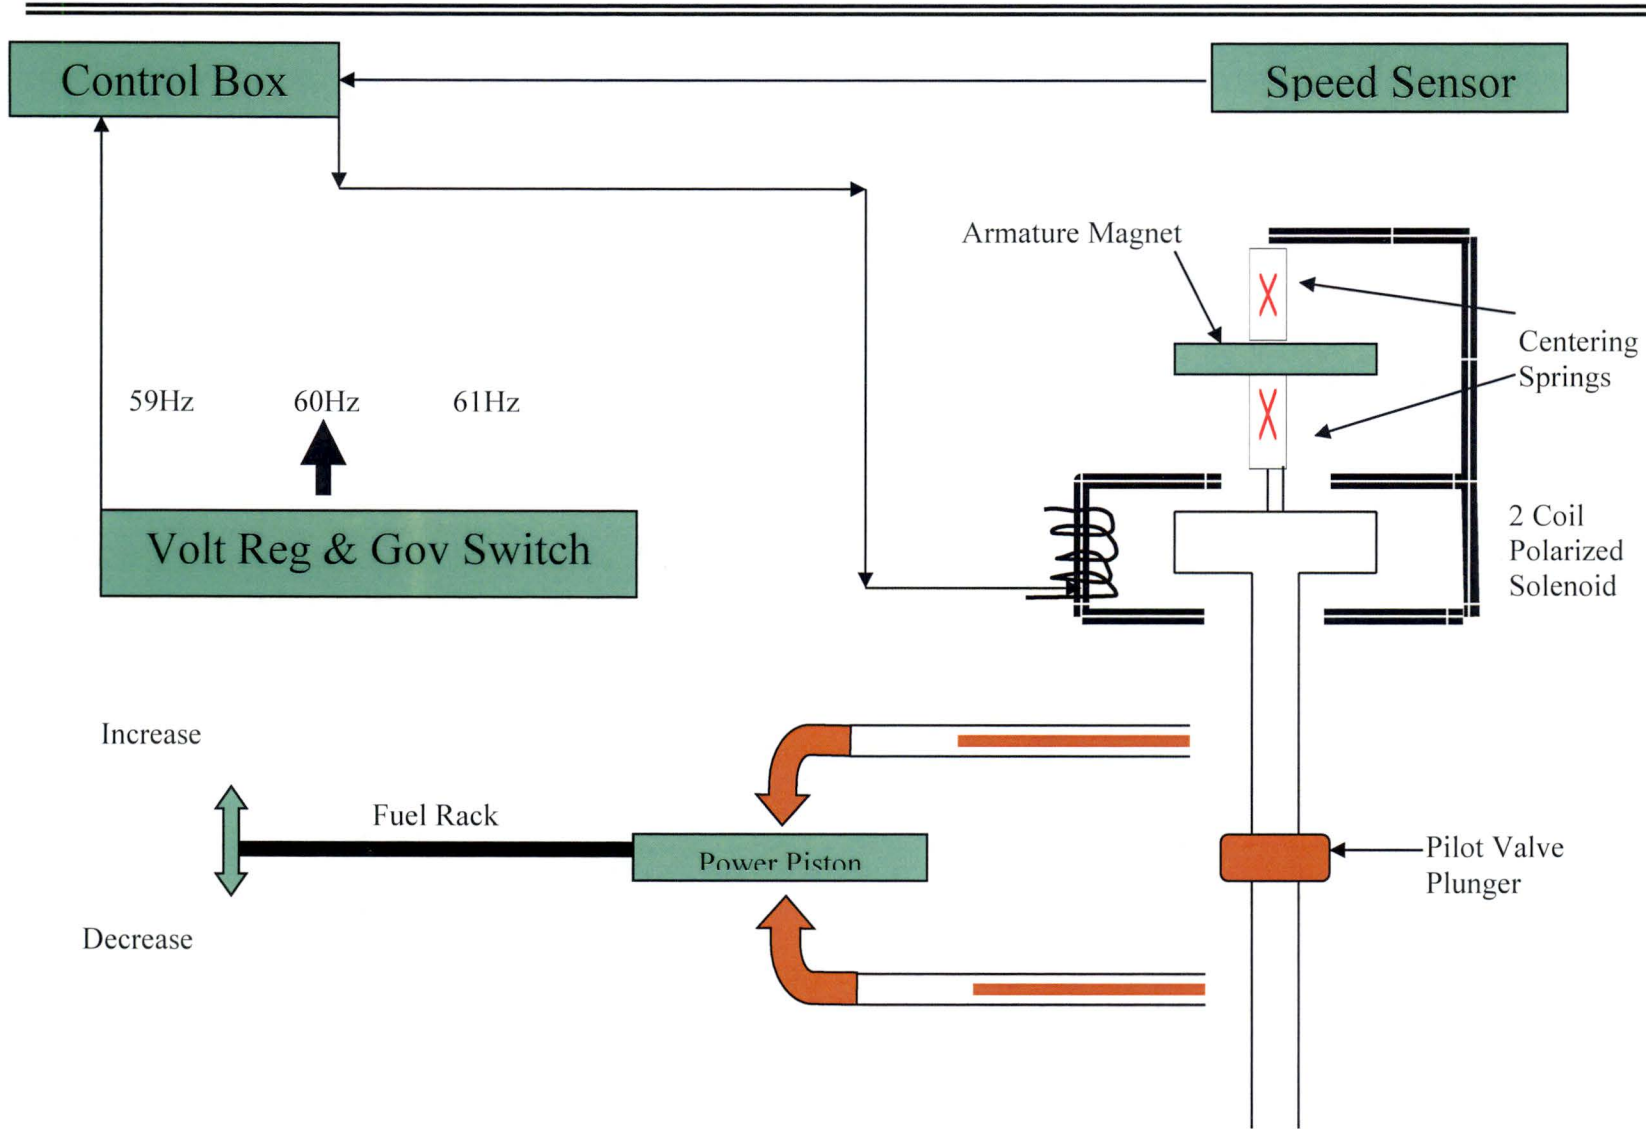 Control Box
Speed Sensor
Armature Magnet
Centering
Springs
59Hz 60Hz 61Hz
Volt Reg & Gov Switch
2 Coil
Polarized
Solenoid
Increase
Fuel Rack
Power Piston
Pilot Valve
Plunger
Decrease